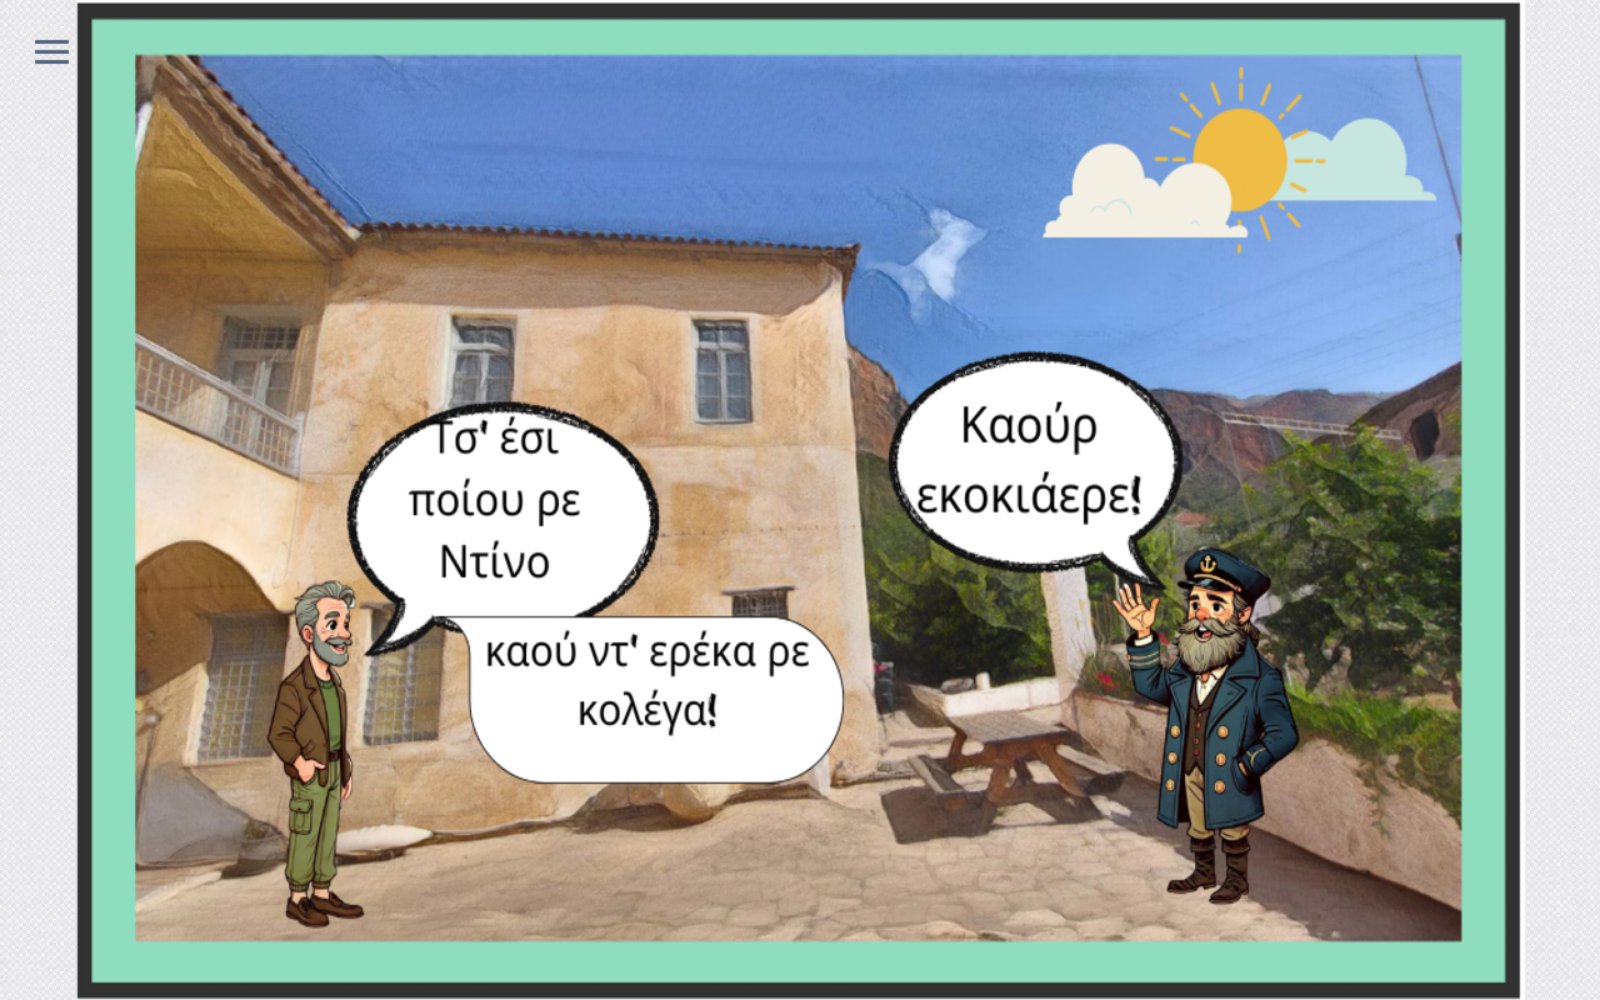 Καούρ
εκοκιάερε!
Τσ' έσι
ποίου ρε
Ντίνο
καού ντ' ερέκα ρε
κολέγα!